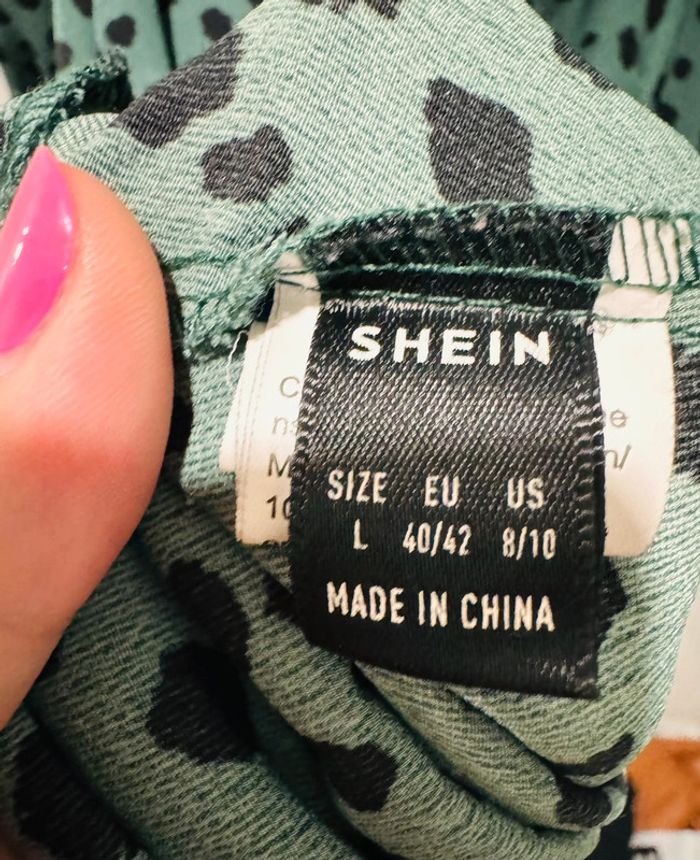 SHEIN
SIZE EU US
L 40/42 8/10
MADE IN CHINA